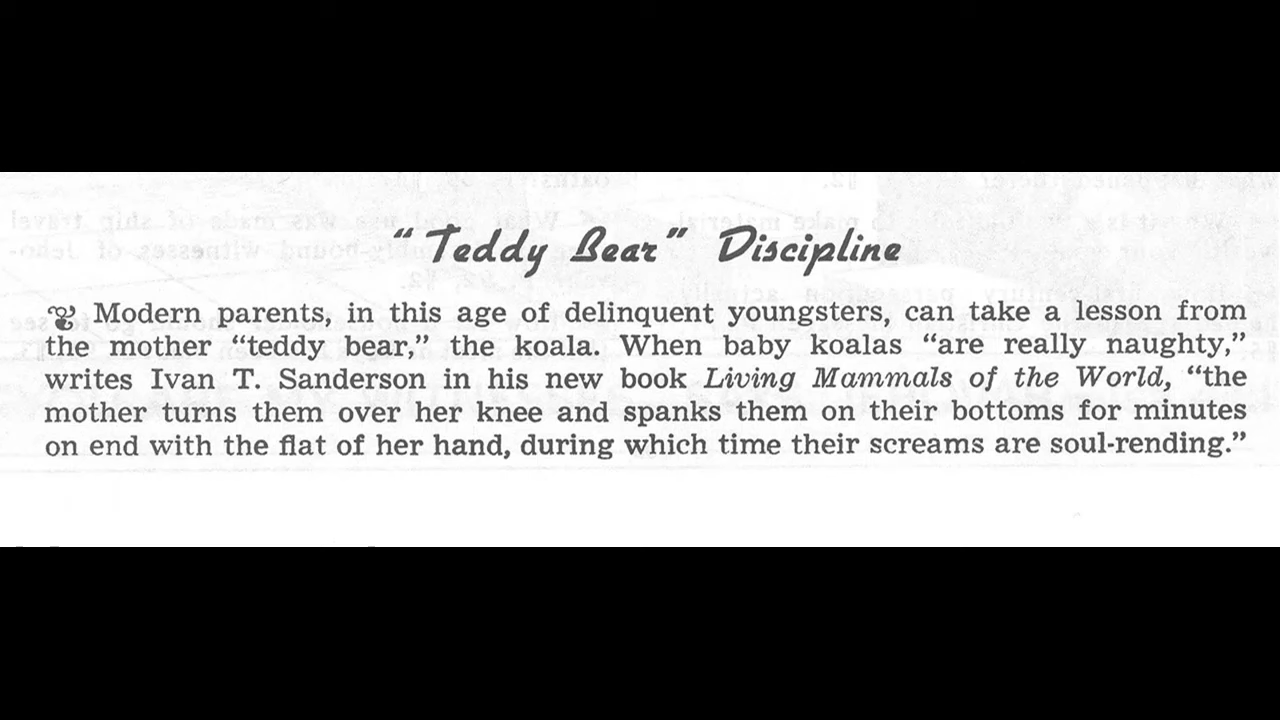 "Teddy Bear" Discipline
❦ Modern parents, in this age of delinquent youngsters, can take a lesson from
the mother "teddy bear," the koala. When baby koalas "are really naughty,"
writes Ivan T. Sanderson in his new book Living Mammals of the World, "the
mother turns them over her knee and spanks them on their bottoms for minutes
on end with the flat of her hand, during which time their screams are soul-rending."